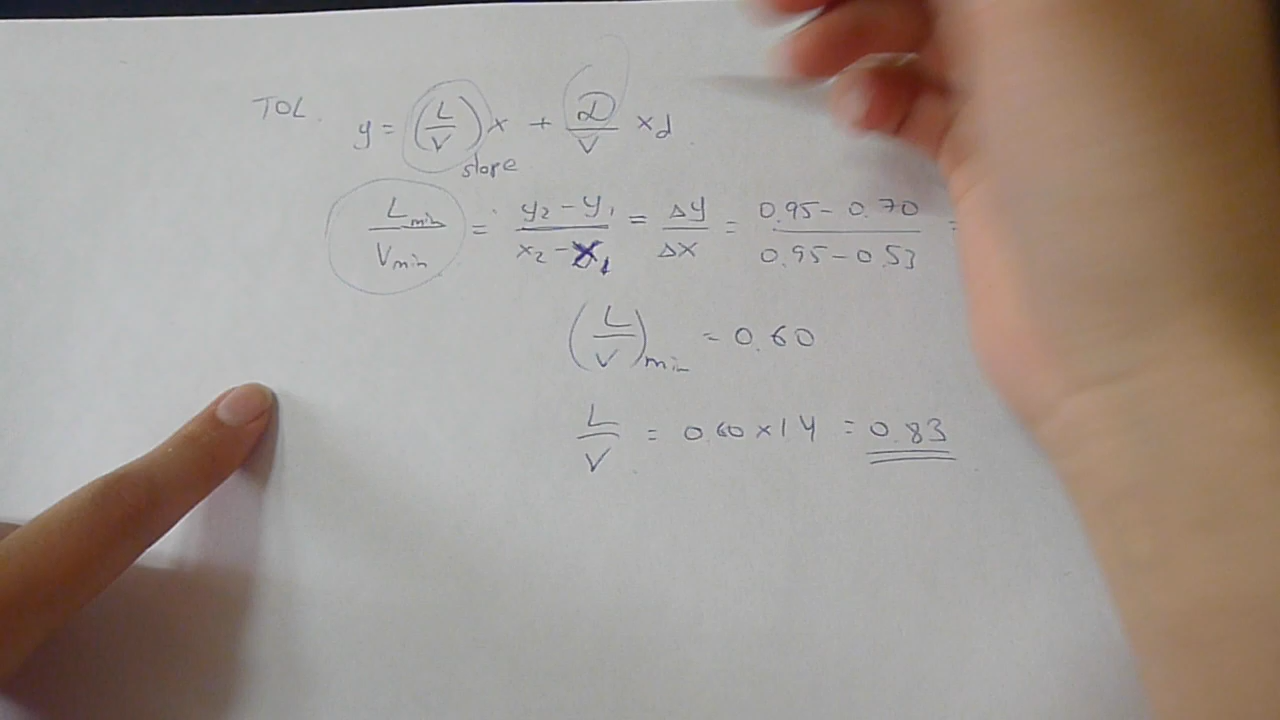 TOL. y = (L/V) x + D/V xd
slope
Lmin/Vmin = y2 - y1 / x2 - x1 = Δy/Δx = 0.95 - 0.70 / 0.95 - 0.53 =
(L/V)min = 0.60
L/V = 0.60 x 1.4 = 0.83